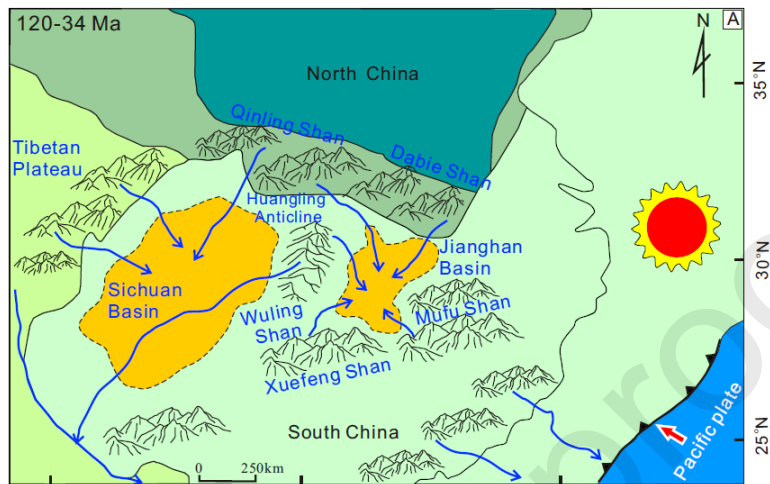 120-34 Ma
N
A
North China
35°N
Qinling Shan
Tibetan
Plateau
Dabie Shan
Huangling
Anticline
Jianghan
Basin
30°N
Sichuan
Basin
Wuling
Shan
Mufu Shan
Xuefeng Shan
South China
Pacific plate
25°N
0 250km
proo